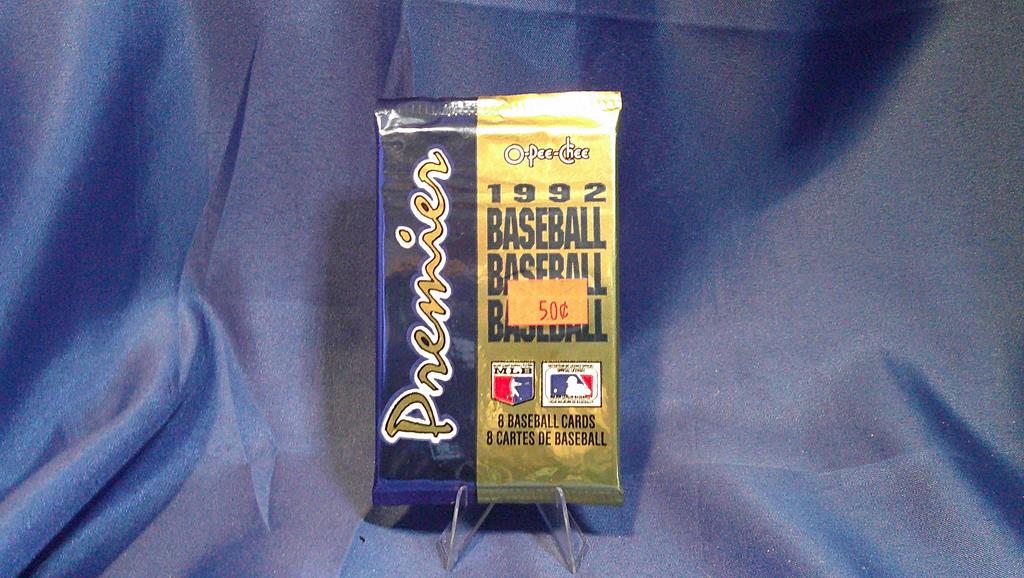 Premier
O-Pee-Chee
1992
BASEBALL
BASEBALL
50¢
BASEBALL
MLB
8 BASEBALL CARDS
8 CARTES DE BASEBALL